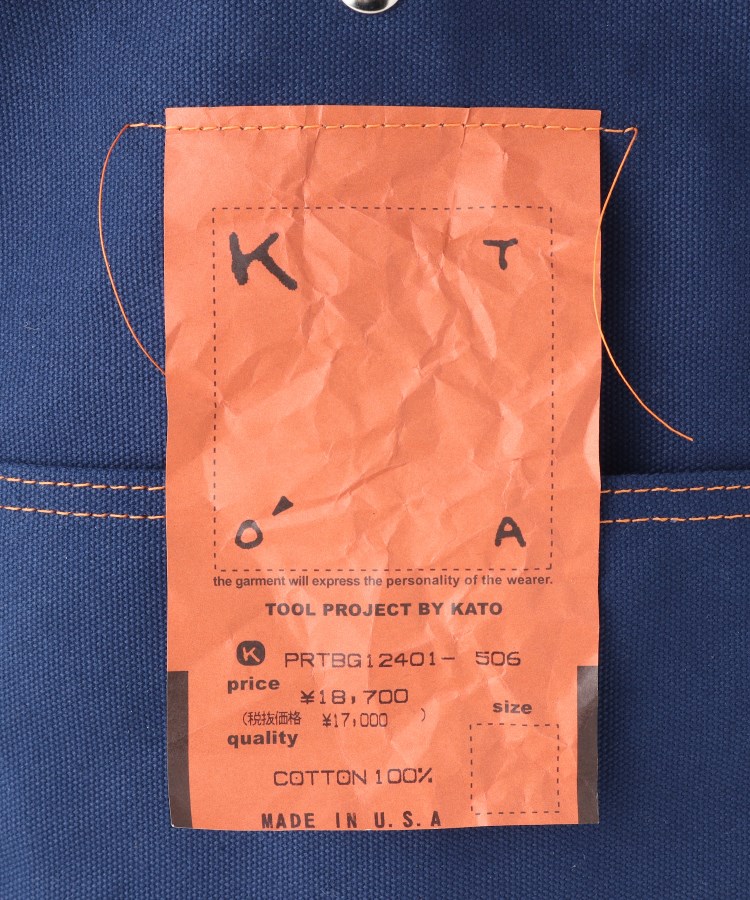 K T
O' A
the garment will express the personality of the wearer.
TOOL PROJECT BY KATO
K PRTBG12401- 506
price ¥18,700
(税抜価格 ¥17,000 )
size
quality
COTTON 100%
MADE IN U.S.A